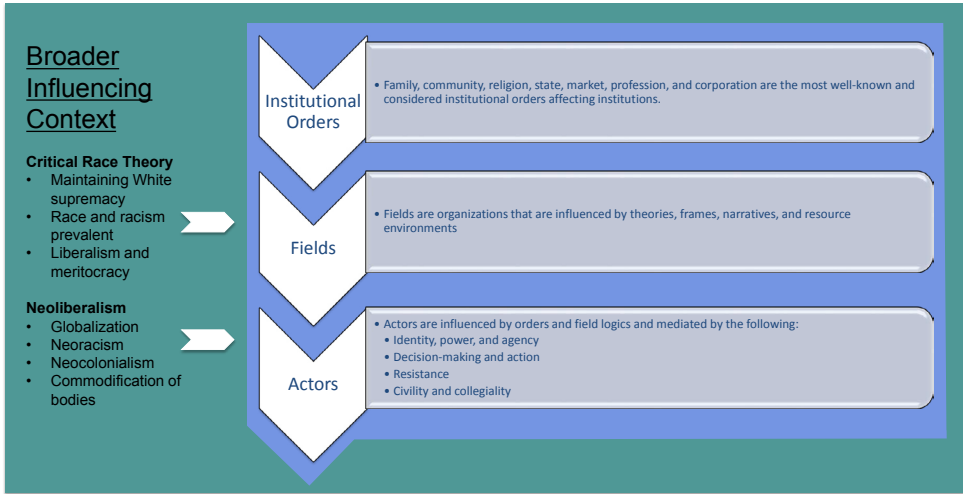 Broader
Influencing
Context
Critical Race Theory
• Maintaining White
supremacy
• Race and racism
prevalent
• Liberalism and
meritocracy
Neoliberalism
• Globalization
• Neoracism
• Neocolonialism
• Commodification of
bodies
Institutional
Orders
• Family, community, religion, state, market, profession, and corporation are the most well-known and
considered institutional orders affecting institutions.
Fields
• Fields are organizations that are influenced by theories, frames, narratives, and resource
environments
Actors
• Actors are influenced by orders and field logics and mediated by the following:
• Identity, power, and agency
• Decision-making and action
• Resistance
• Civility and collegiality